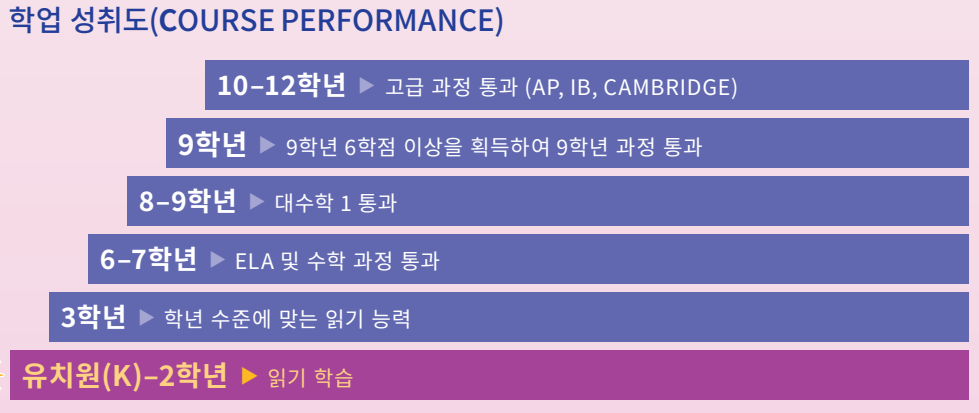 학업 성취도(COURSE PERFORMANCE)
10–12학년 ▶ 고급 과정 통과 (AP, IB, CAMBRIDGE)
9학년 ▶ 9학년 6학점 이상을 획득하여 9학년 과정 통과
8–9학년 ▶ 대수학 1 통과
6–7학년 ▶ ELA 및 수학 과정 통과
3학년 ▶ 학년 수준에 맞는 읽기 능력
유치원(K)–2학년 ▶ 읽기 학습